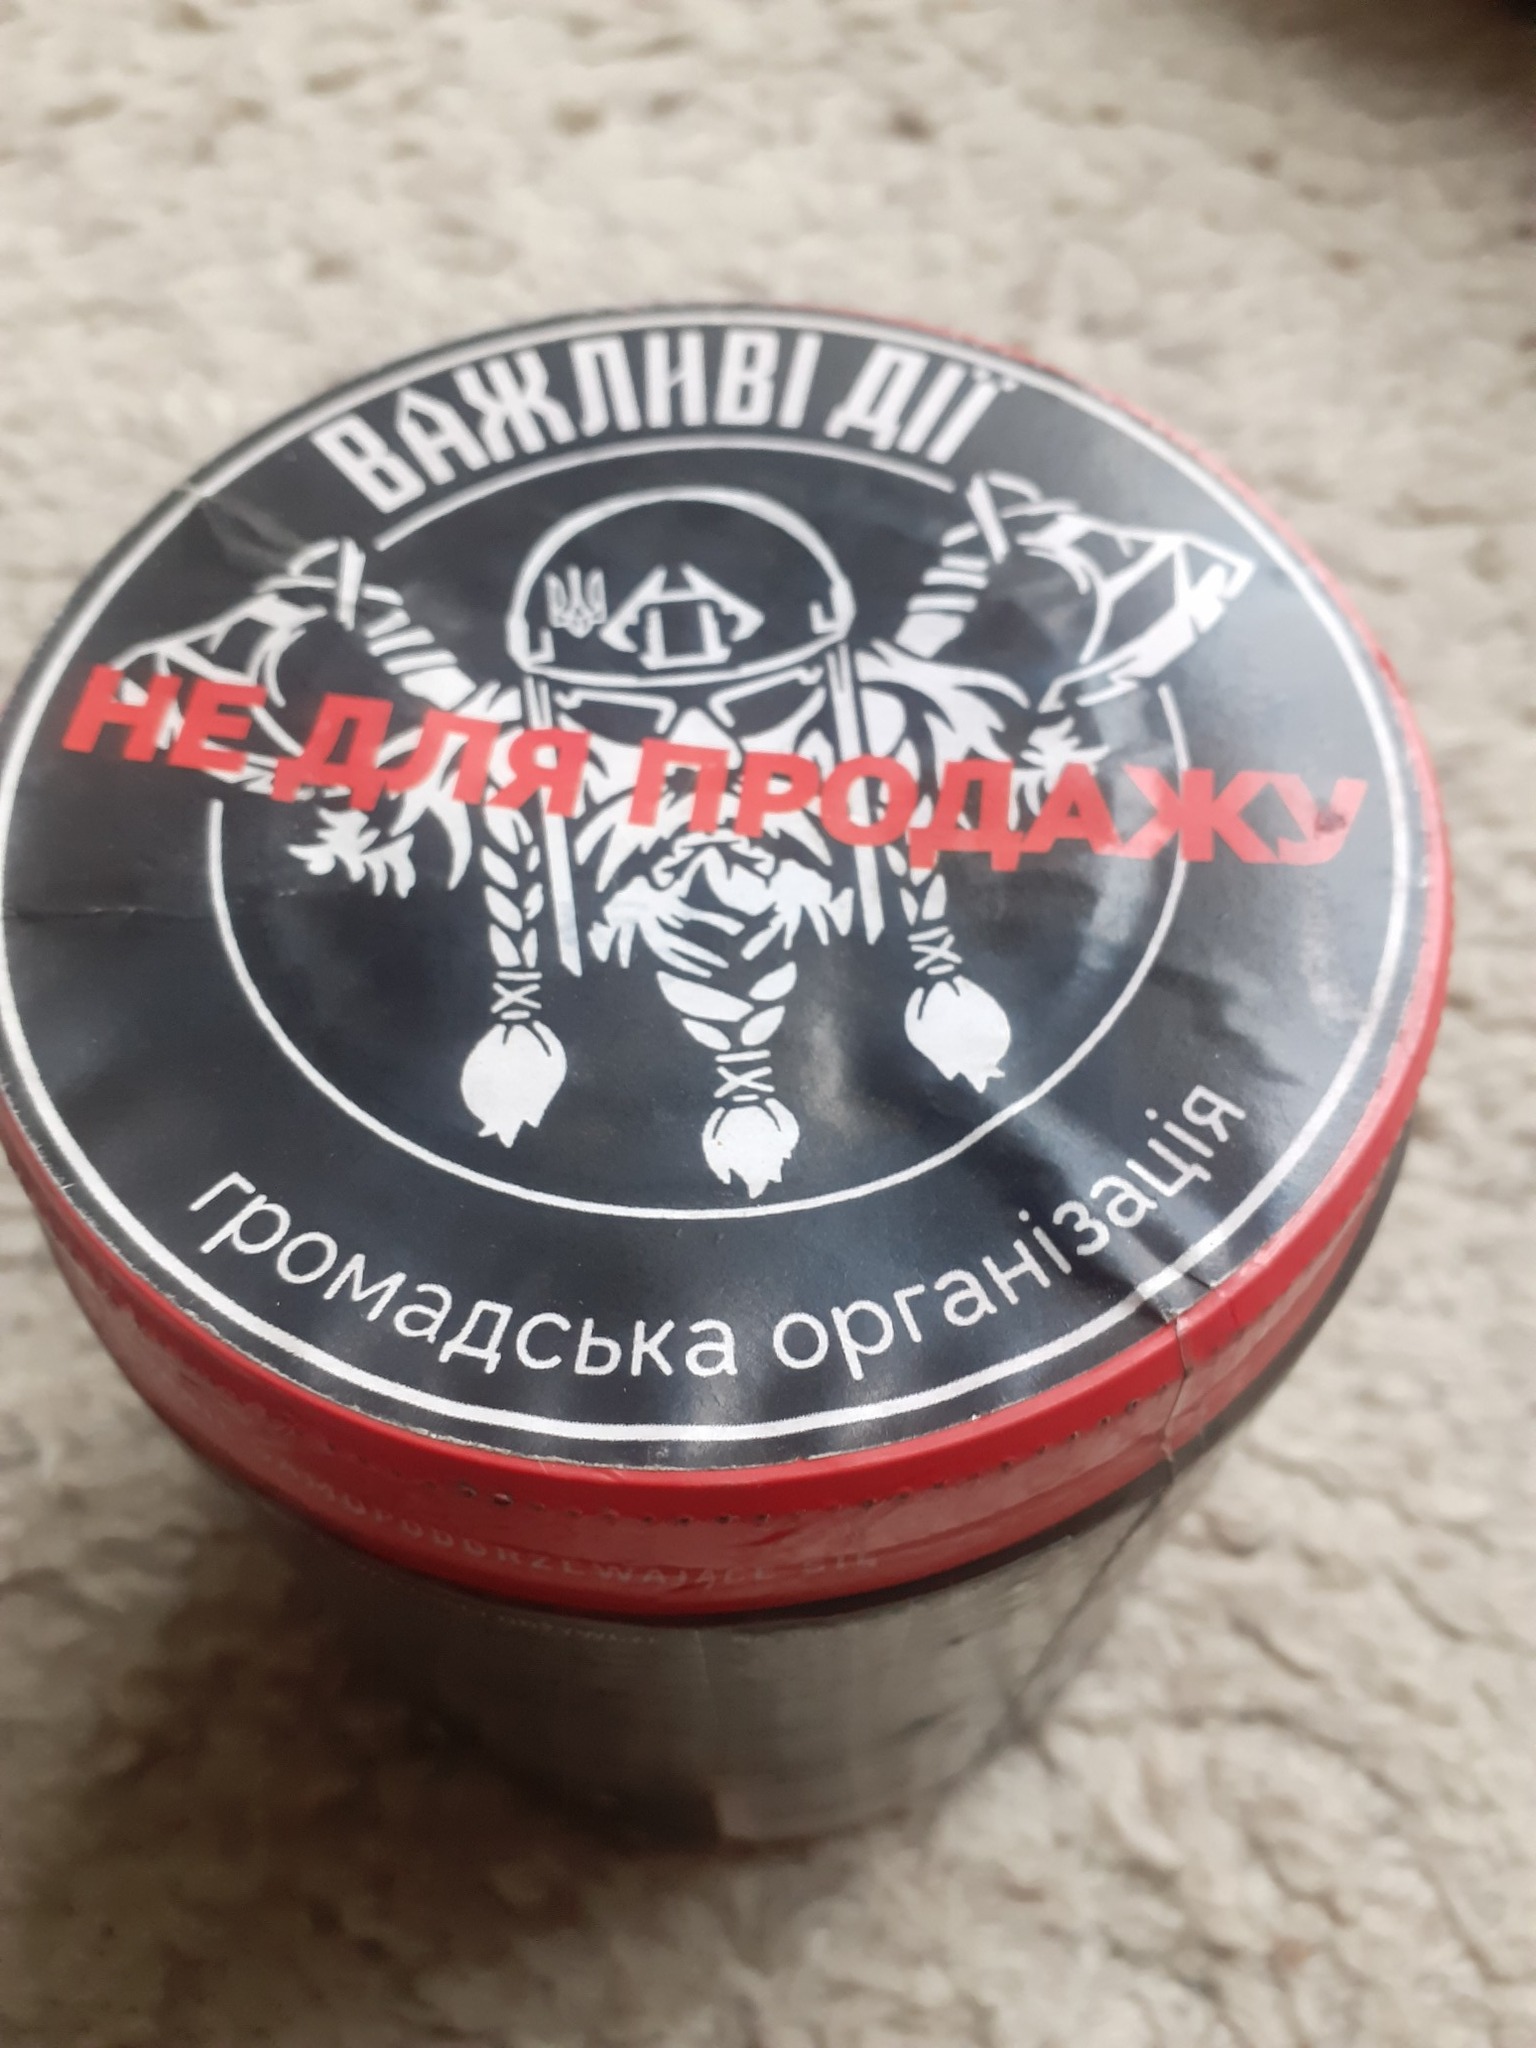 ВАЖЛИВІ ДІЇ
НЕ ДЛЯ ПРОДАЖУ
громадська організація